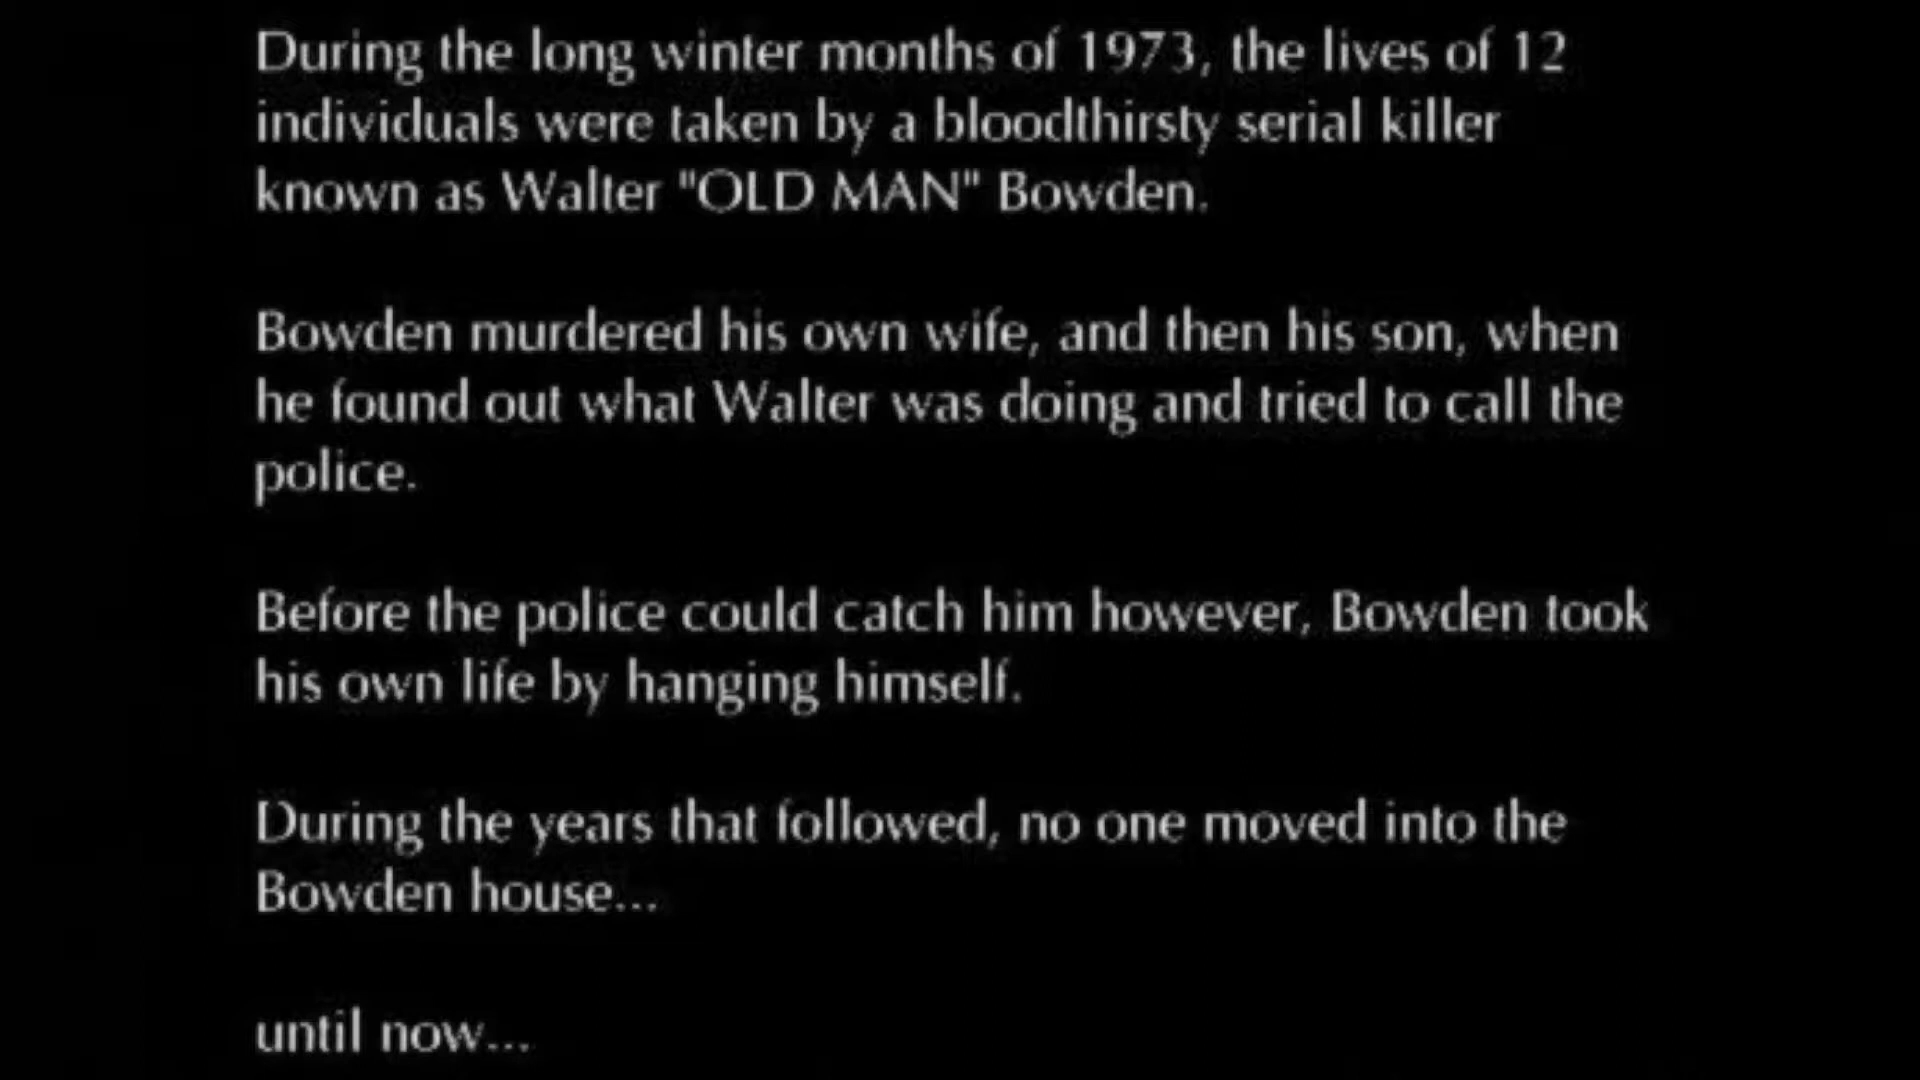 During the long winter months of 1973, the lives of 12
individuals were taken by a bloodthirsty serial killer
known as Walter "OLD MAN" Bowden.
Bowden murdered his own wife, and then his son, when
he found out what Walter was doing and tried to call the
police.
Before the police could catch him however, Bowden took
his own life by hanging himself.
During the years that followed, no one moved into the
Bowden house...
until now...